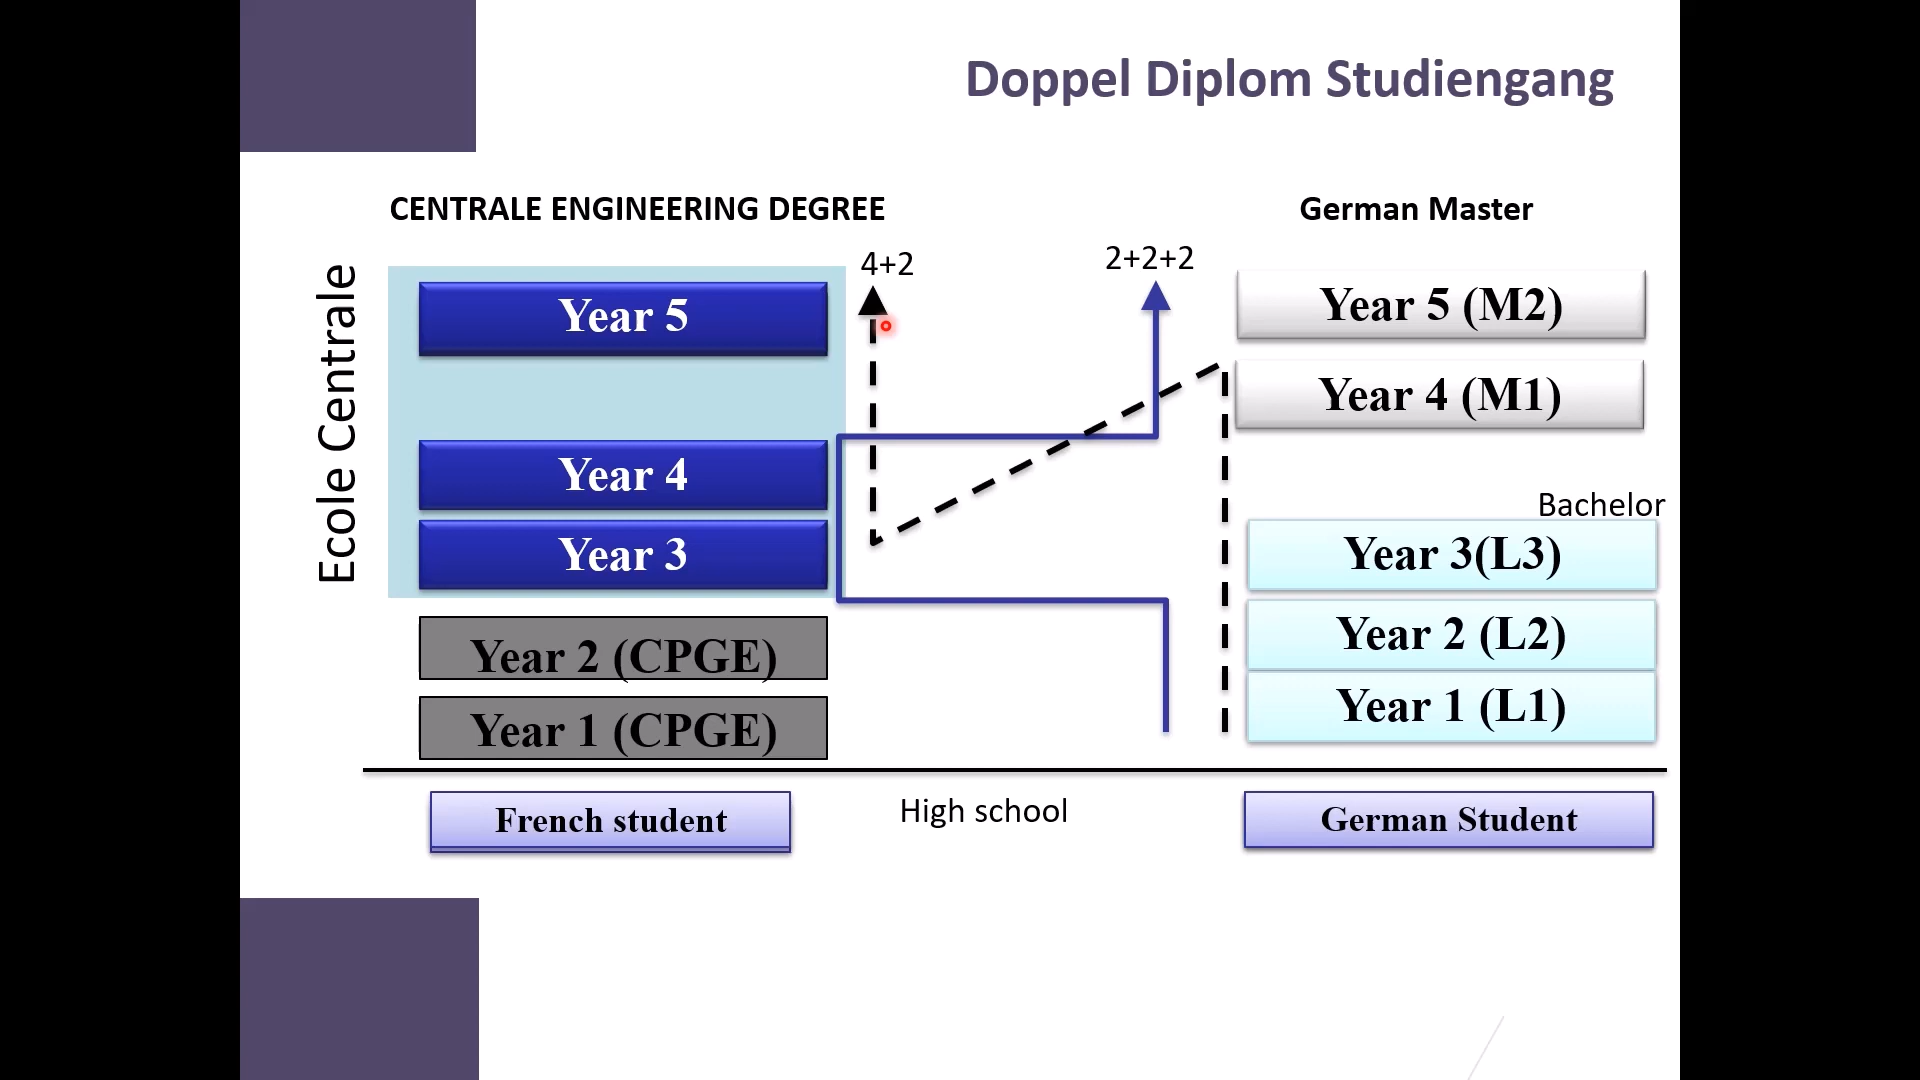 Doppel Diplom Studiengang
CENTRALE ENGINEERING DEGREE
German Master
4+2
2+2+2
Ecole Centrale
Year 5
Year 4
Year 3
Year 2 (CPGE)
Year 1 (CPGE)
Year 5 (M2)
Year 4 (M1)
Bachelor
Year 3(L3)
Year 2 (L2)
Year 1 (L1)
French student
High school
German Student